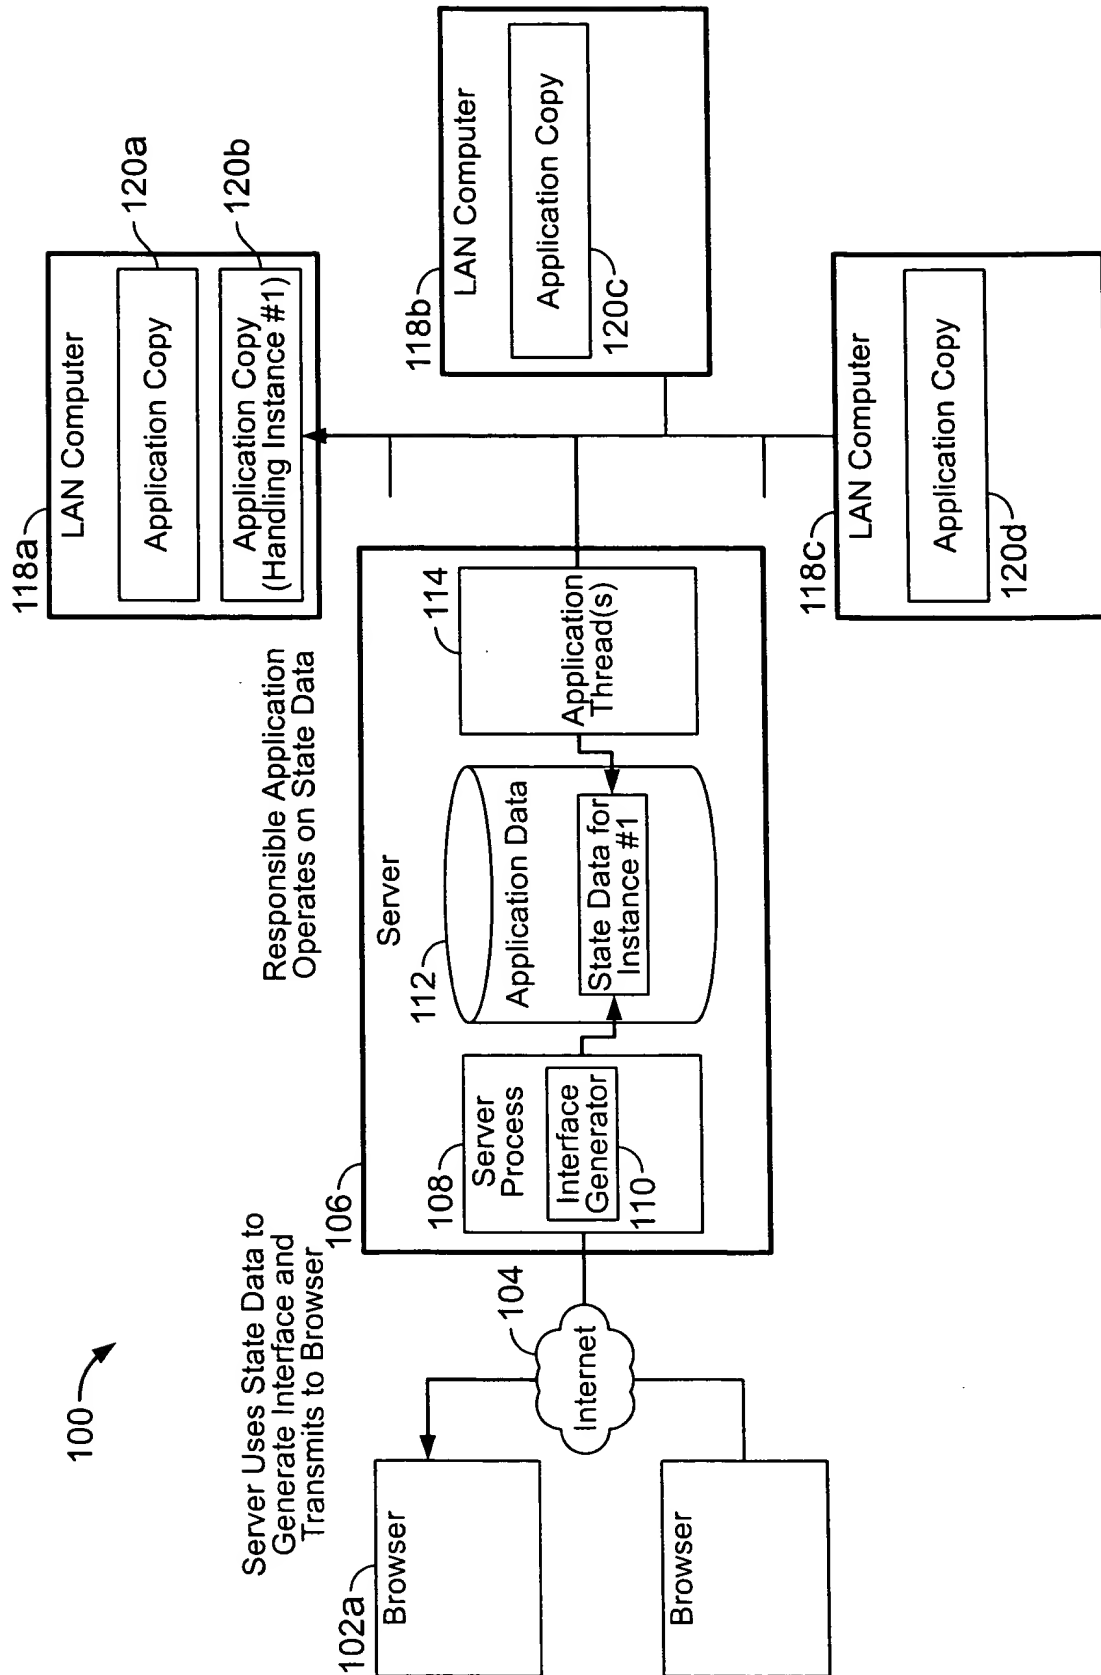 100
Server Uses State Data to
Generate Interface and
Transmits to Browser
102a
Browser
Browser
104
Internet
106
Server
108
Server
Process
Interface
Generator
110
112
Application Data
State Data for
Instance #1
114
Application
Thread(s)
Responsible Application
Operates on State Data
118a
LAN Computer
Application Copy
120a
Application Copy
(Handling Instance #1)
120b
118b
LAN Computer
Application Copy
120c
118c
LAN Computer
Application Copy
120d